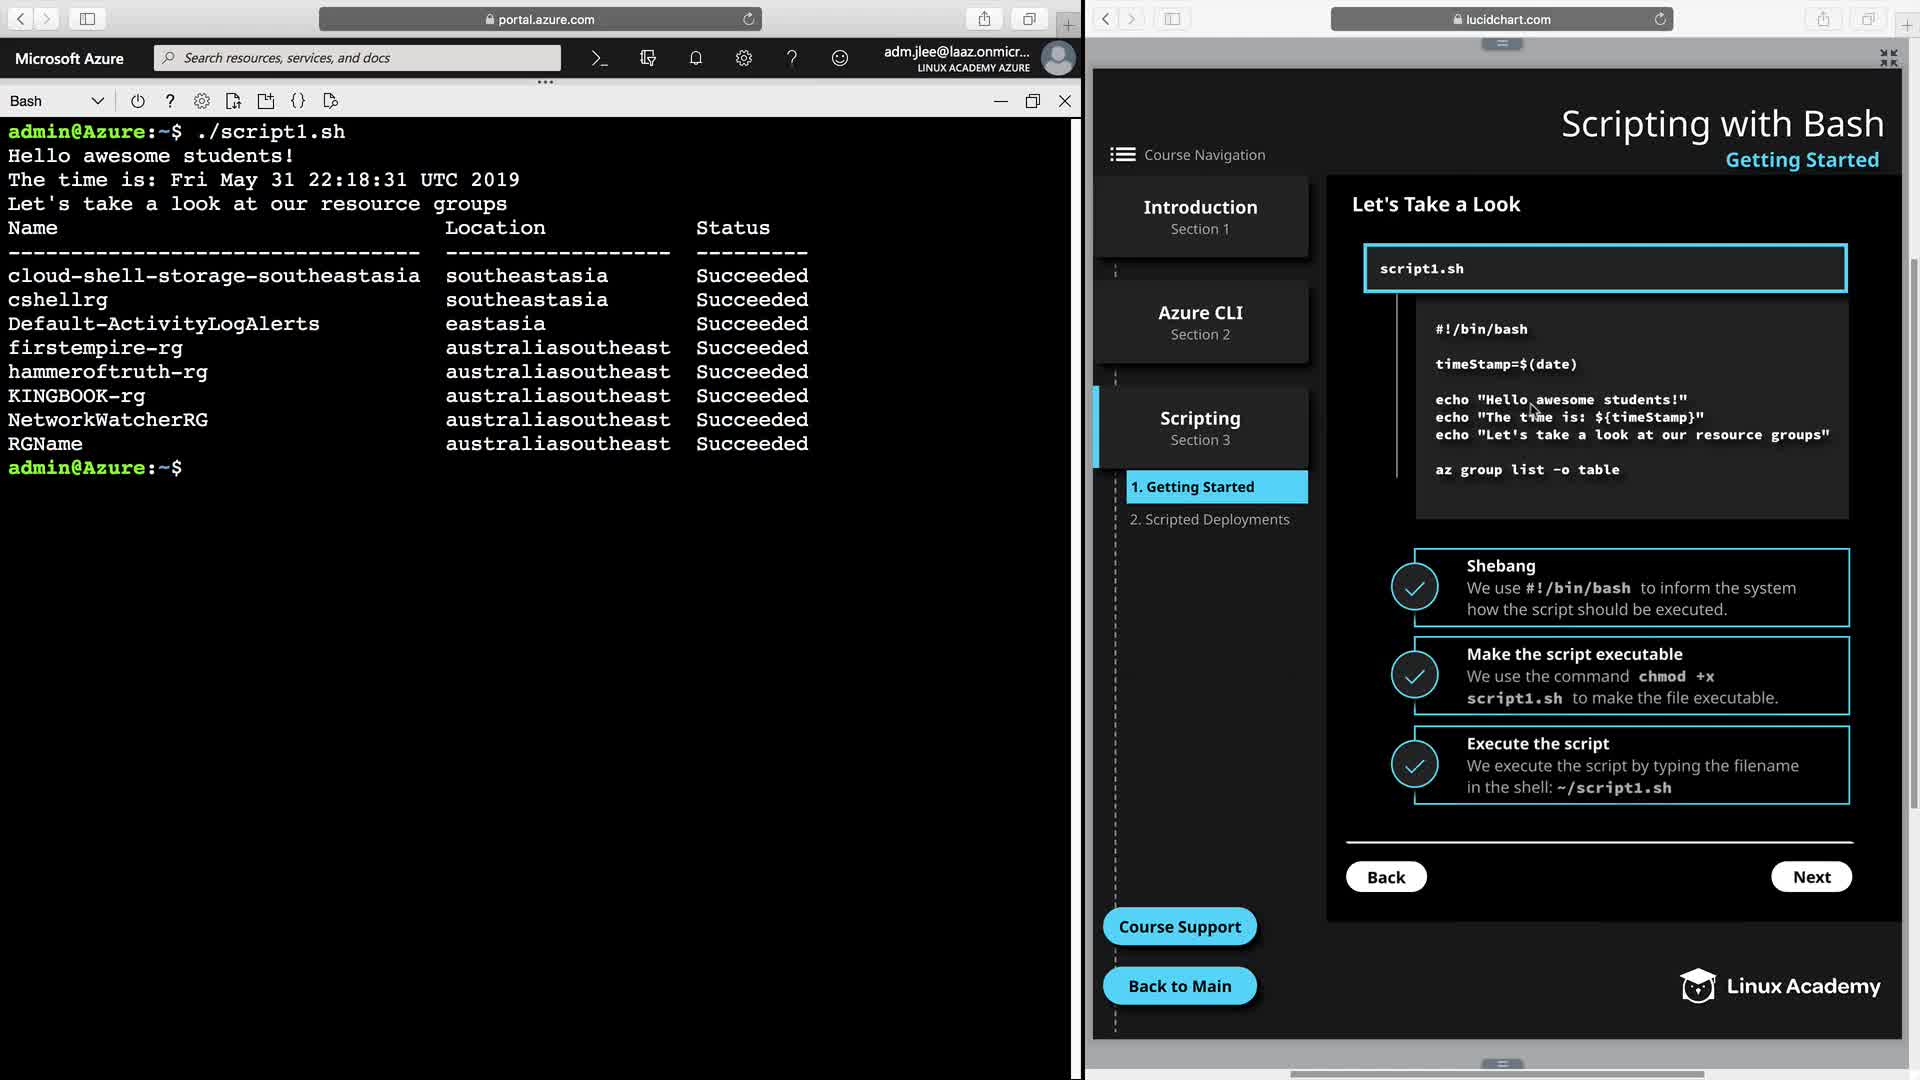 portal.azure.com
Microsoft Azure
Search resources, services, and docs
adm.jlee@laaz.onmicr...
LINUX ACADEMY AZURE
Bash
admin@Azure:~$ ./script1.sh
Hello awesome students!
The time is: Fri May 31 22:18:31 UTC 2019
Let's take a look at our resource groups
Name Location Status
--------------------------------- ------------------ ---------
cloud-shell-storage-southeastasia southeastasia Succeeded
cshellrg southeastasia Succeeded
Default-ActivityLogAlerts eastasia Succeeded
firstempire-rg australiasoutheast Succeeded
hammeroftruth-rg australiasoutheast Succeeded
KINGBOOK-rg australiasoutheast Succeeded
NetworkWatcherRG australiasoutheast Succeeded
RGName australiasoutheast Succeeded
admin@Azure:~$
lucidchart.com
Scripting with Bash
Getting Started
Course Navigation
Introduction
Section 1
Azure CLI
Section 2
Scripting
Section 3
1. Getting Started
2. Scripted Deployments
Course Support
Back to Main
Let's Take a Look
script1.sh
#!/bin/bash
timeStamp=$(date)
echo "Hello awesome students!"
echo "The time is: ${timeStamp}"
echo "Let's take a look at our resource groups"
az group list -o table
Shebang
We use #!/bin/bash to inform the system
how the script should be executed.
Make the script executable
We use the command chmod +x
script1.sh to make the file executable.
Execute the script
We execute the script by typing the filename
in the shell: ~/script1.sh
Back
Next
Linux Academy